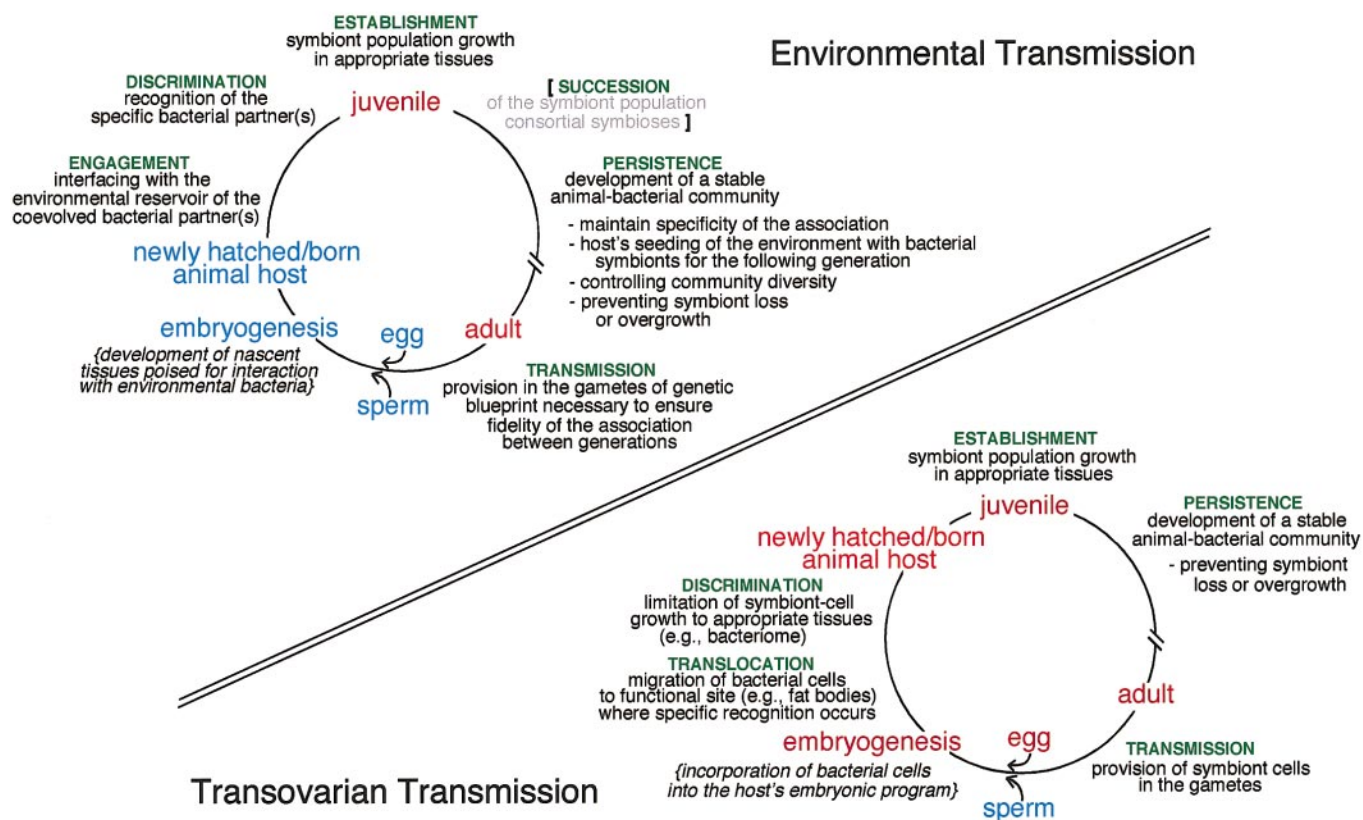 Environmental Transmission
ESTABLISHMENT
symbiont population growth
in appropriate tissues
DISCRIMINATION
recognition of the
specific bacterial partner(s)
juvenile
[ SUCCESSION
of the symbiont population
consortial symbioses ]
ENGAGEMENT
interfacing with the
environmental reservoir of the
coevolved bacterial partner(s)
PERSISTENCE
development of a stable
animal-bacterial community
- maintain specificity of the association
- host's seeding of the environment with bacterial
symbionts for the following generation
- controlling community diversity
- preventing symbiont loss
or overgrowth
newly hatched/born
animal host
embryogenesis
{development of nascent
tissues poised for interaction
with environmental bacteria}
egg
sperm
adult
TRANSMISSION
provision in the gametes of genetic
blueprint necessary to ensure
fidelity of the association
between generations
ESTABLISHMENT
symbiont population growth
in appropriate tissues
juvenile
PERSISTENCE
development of a stable
animal-bacterial community
- preventing symbiont
loss or overgrowth
newly hatched/born
animal host
DISCRIMINATION
limitation of symbiont-cell
growth to appropriate tissues
(e.g., bacteriome)
TRANSLOCATION
migration of bacterial cells
to functional site (e.g., fat bodies)
where specific recognition occurs
embryogenesis
{incorporation of bacterial cells
into the host's embryonic program}
egg
sperm
adult
TRANSMISSION
provision of symbiont cells
in the gametes
Transovarian Transmission